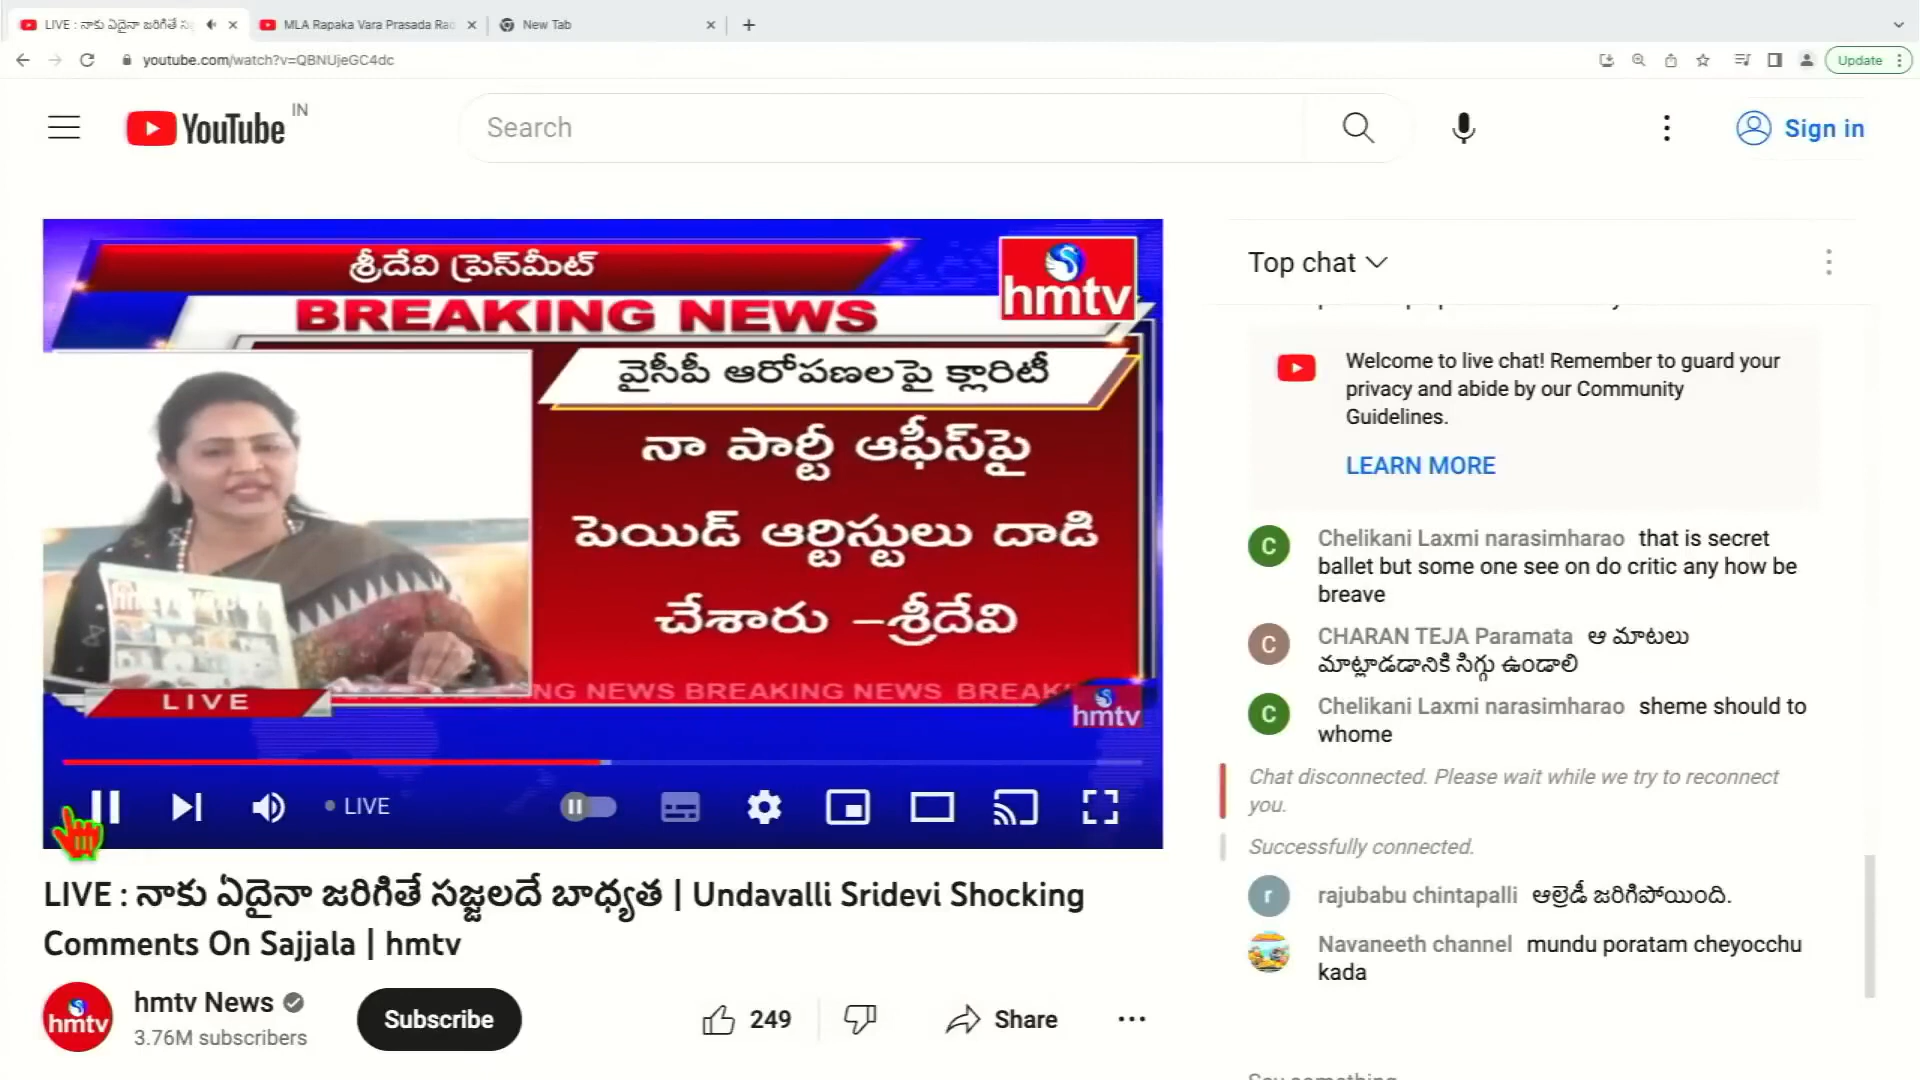 LIVE : నాకు ఏదైనా జరిగితే
MLA Rapaka Vara Prasada Rao
New Tab
youtube.com/watch?v=QBNUjeGC4dc
Update
YouTube IN
Search
Sign in
శ్రీదేవి ప్రెస్‌మీట్
hmtv
BREAKING NEWS
వైసీపీ ఆరోపణలపై క్లారిటీ
నా పార్టీ ఆఫీస్‌పై
పెయిడ్ ఆర్టిస్టులు దాడి
చేశారు -శ్రీదేవి
NG NEWS BREAKING NEWS BREAK
LIVE
hmtv
LIVE
LIVE : నాకు ఏదైనా జరిగితే సజ్జలదే బాధ్యత | Undavalli Sridevi Shocking
Comments On Sajjala | hmtv
hmtv
hmtv News
3.76M subscribers
Subscribe
249
Share
Top chat
Welcome to live chat! Remember to guard your
privacy and abide by our Community
Guidelines.
LEARN MORE
C
Chelikani Laxmi narasimharao that is secret
ballet but some one see on do critic any how be
breave
C
CHARAN TEJA Paramata ఆ మాటలు
మాట్లాడడానికి సిగ్గు ఉండాలి
C
Chelikani Laxmi narasimharao sheme should to
whome
Chat disconnected. Please wait while we try to reconnect
you.
Successfully connected.
r
rajubabu chintapalli ఆల్రెడీ జరిగిపోయింది.
Navaneeth channel mundu poratam cheyocchu
kada